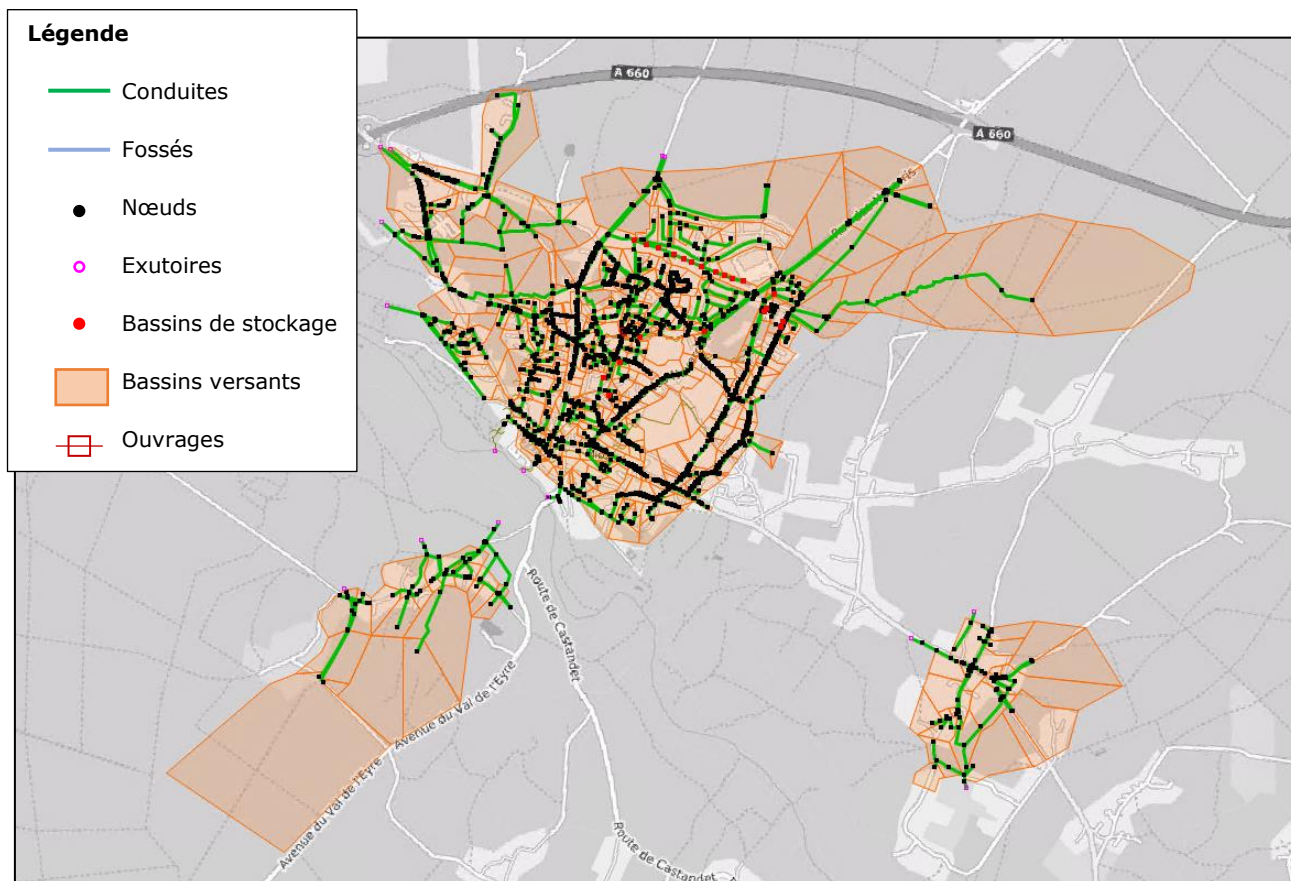 Légende
Conduites
Fossés
Nœuds
Exutoires
Bassins de stockage
Bassins versants
Ouvrages
A 660
A 660
Route de Castandet
Avenue du Val de l'Eyre
Avenue du Val de l'Eyre
Route de Castandet